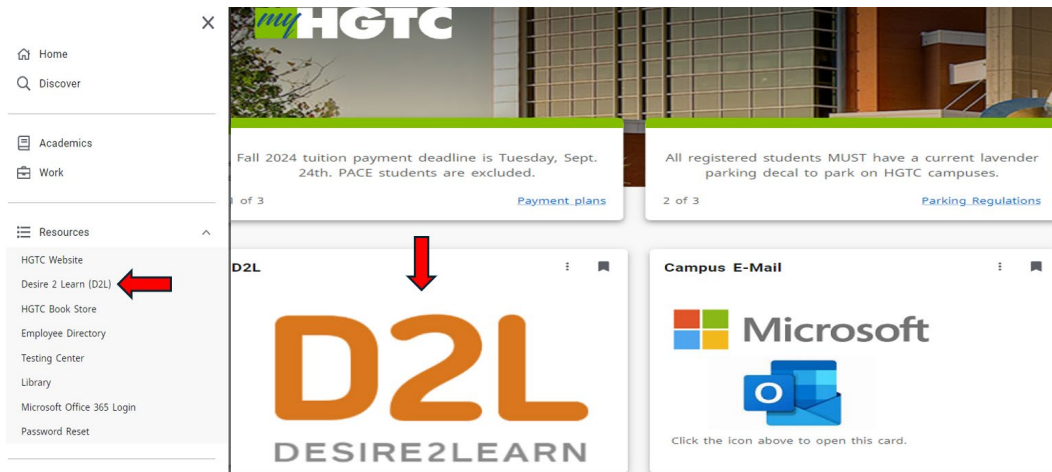 Home
Discover
Academics
Work
Resources
HGTC Website
Desire 2 Learn (D2L)
HGTC Book Store
Employee Directory
Testing Center
Library
Microsoft Office 365 Login
Password Reset
my HGTC
Fall 2024 tuition payment deadline is Tuesday, Sept.
24th. PACE students are excluded.
of 3
Payment plans
All registered students MUST have a current lavender
parking decal to park on HGTC campuses.
2 of 3
Parking Regulations
D2L
D2L
DESIRE2LEARN
Campus E-Mail
Microsoft
O
Click the icon above to open this card.